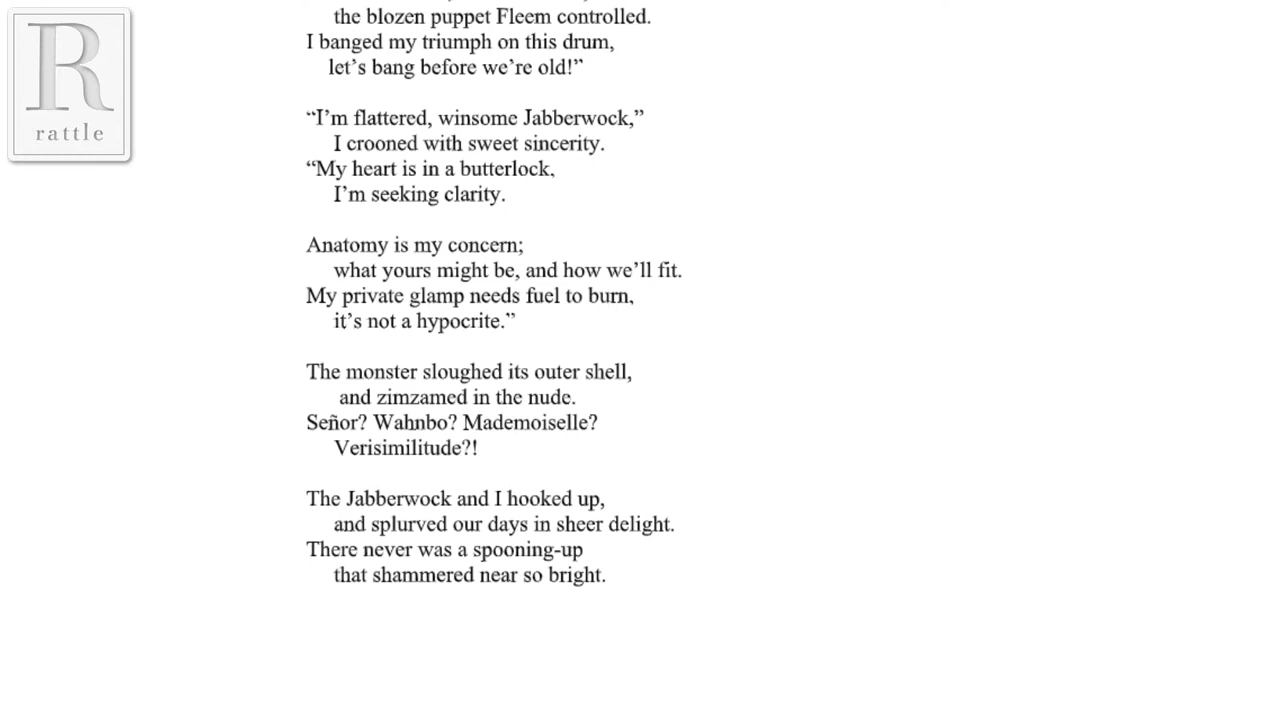 R
rattle
the blozen puppet Fleem controlled.
I banged my triumph on this drum,
let’s bang before we’re old!”
“I’m flattered, winsome Jabberwock,”
I crooned with sweet sincerity.
“My heart is in a butterlock,
I’m seeking clarity.
Anatomy is my concern;
what yours might be, and how we’ll fit.
My private glamp needs fuel to burn,
it’s not a hypocrite.”
The monster sloughed its outer shell,
and zimzamed in the nude.
Señor? Wahnbo? Mademoiselle?
Verisimilitude?!
The Jabberwock and I hooked up,
and splurved our days in sheer delight.
There never was a spooning-up
that shammered near so bright.